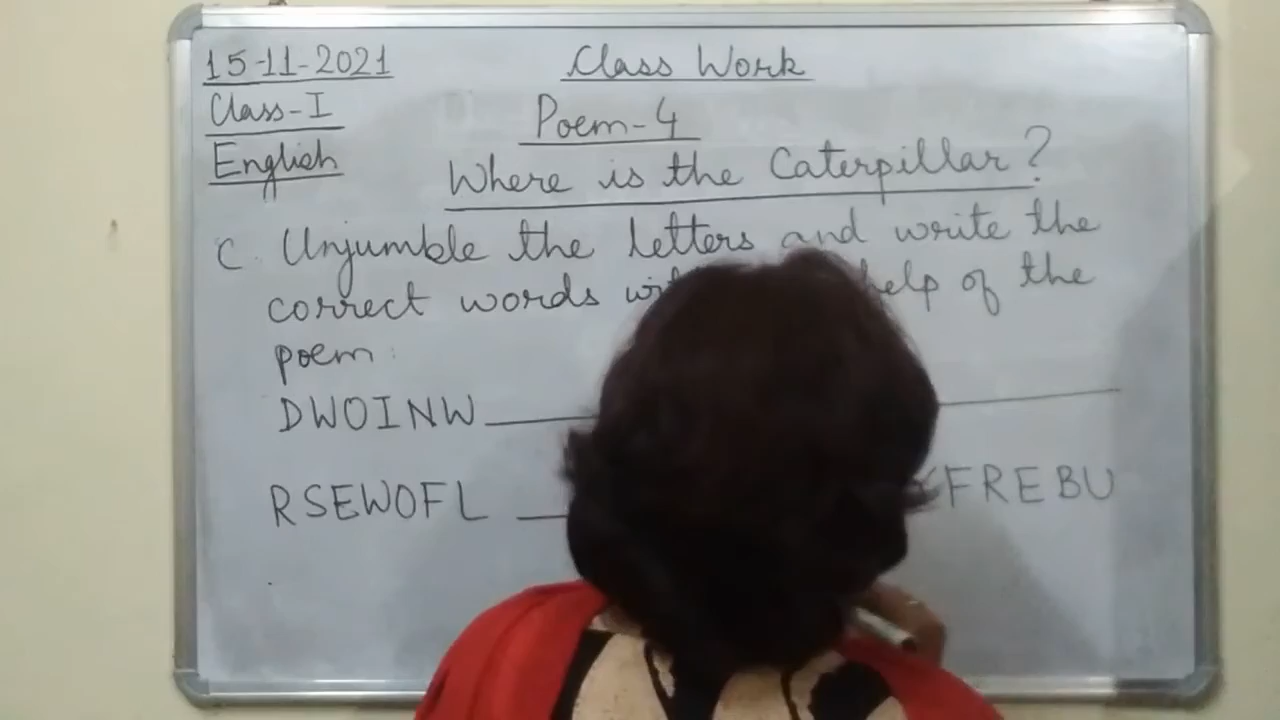 15-11-2021 Class Work
Class-I Poem-4
English Where is the Caterpillar?
C. Unjumble the letters and write the
correct words help of the
poem:
DWOINW
RSEWOFL FREBU